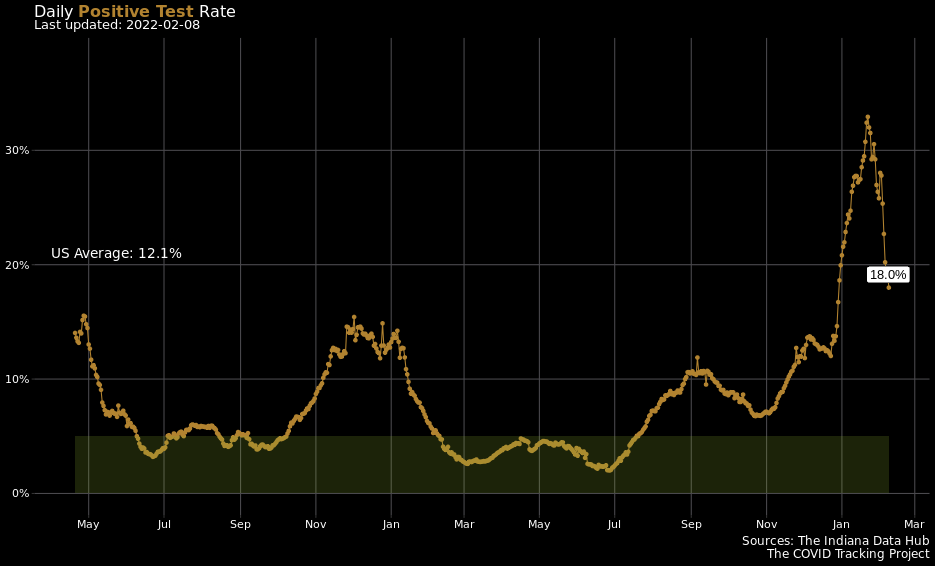 Daily Positive Test Rate
Last updated: 2022-02-08
30%
US Average: 12.1%
20%
18.0%
10%
0%
May Jul Sep Nov Jan Mar May Jul Sep Nov Jan Mar
Sources: The Indiana Data Hub
The COVID Tracking Project